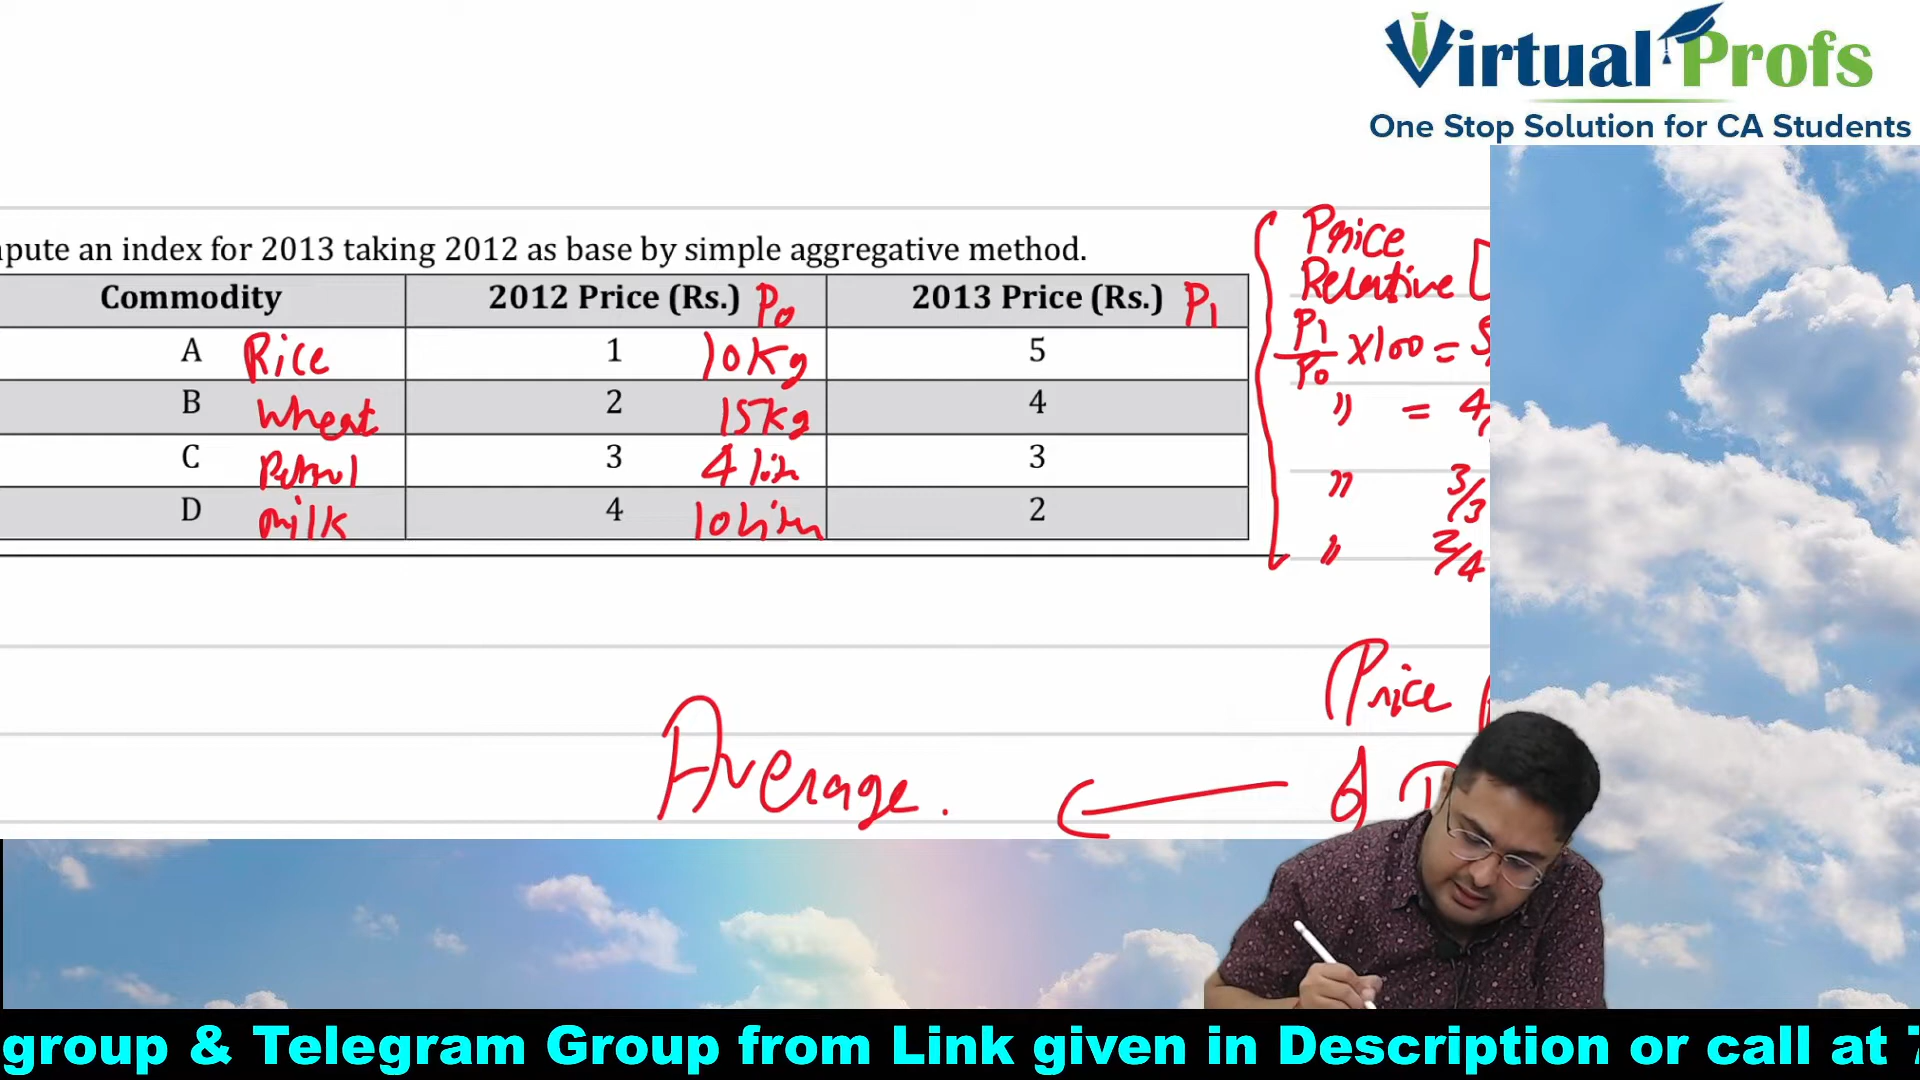 Virtual Profs
One Stop Solution for CA Students
pute an index for 2013 taking 2012 as base by simple aggregative method.
Commodity 2012 Price (Rs.) P0 2013 Price (Rs.) P1
A Rice 1 10Kg 5
B Wheat 2 15Kg 4
C Petrol 3 4 litr 3
D milk 4 10 litr 2
Price
Relative
P1/P0 x100 = 5
" = 4/
" 3/3
" 2/4
Price
Average.
group & Telegram Group from Link given in Description or call at 7